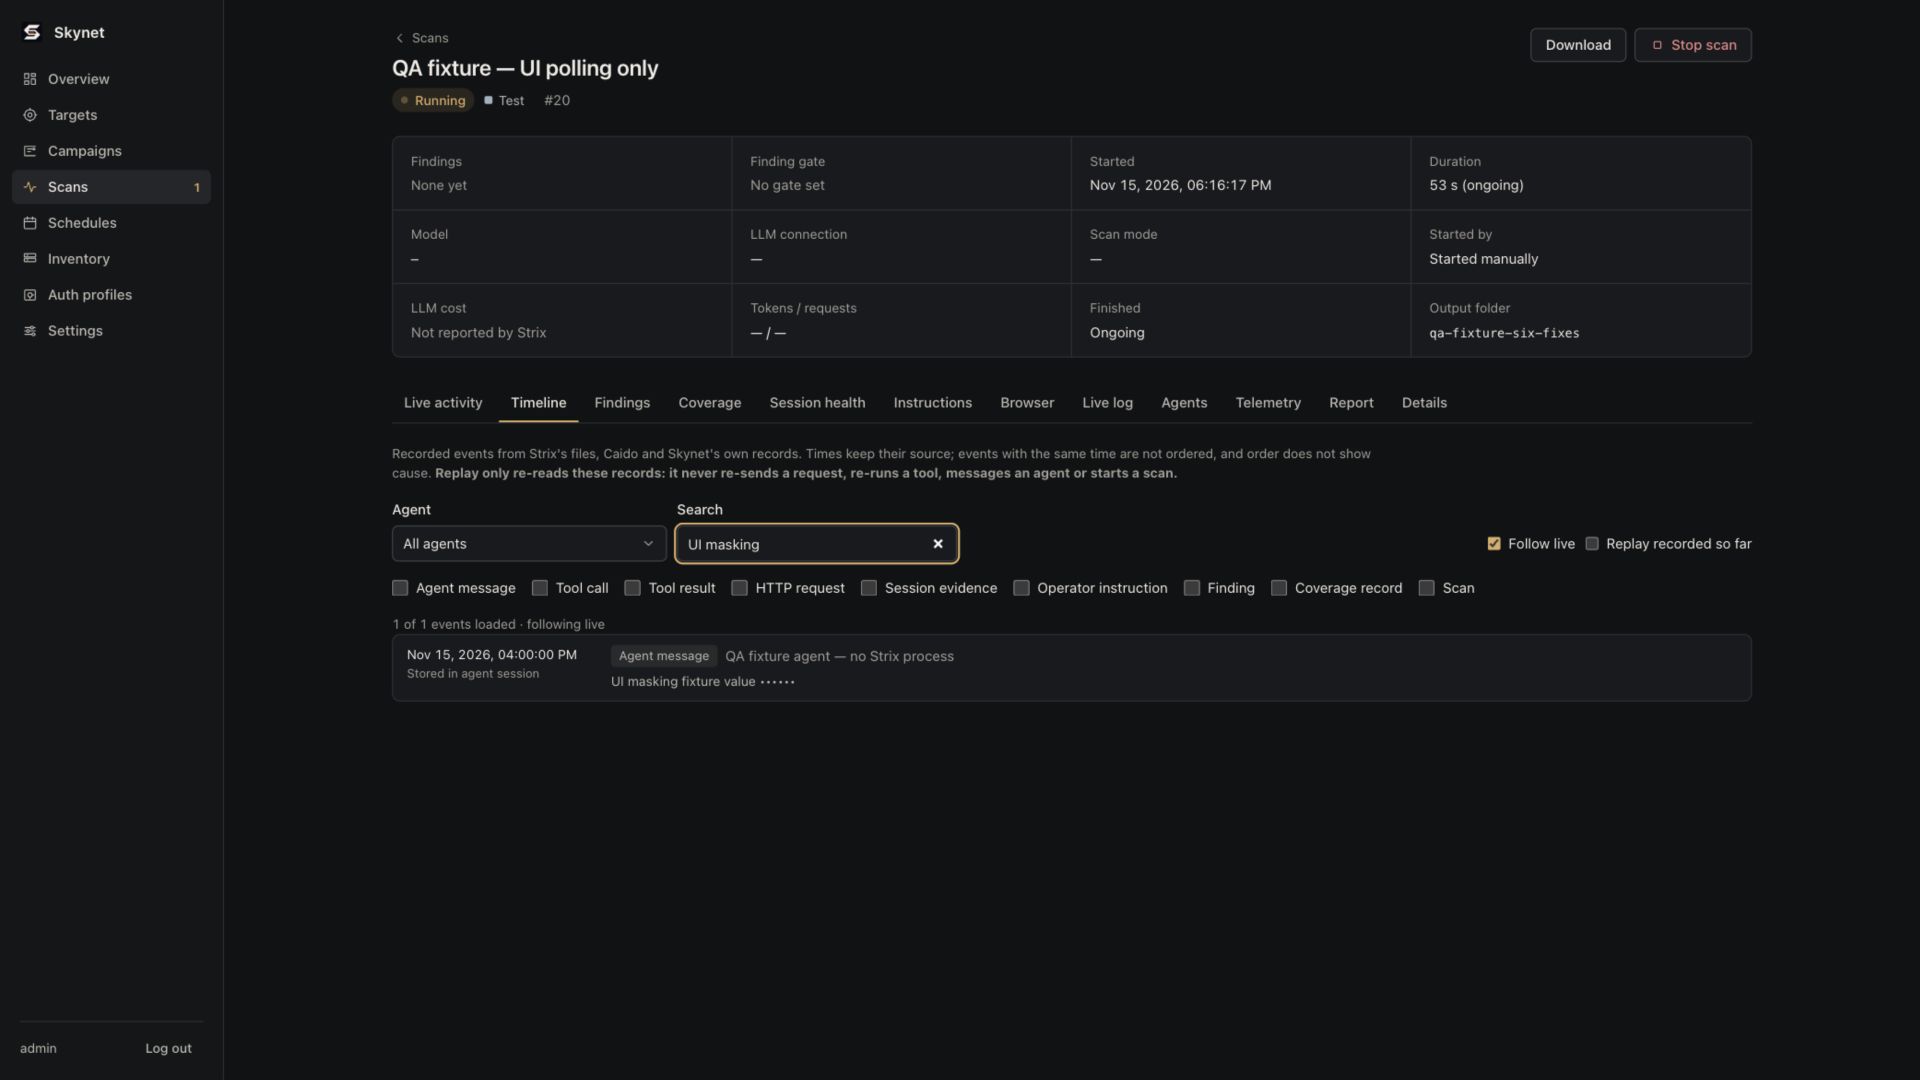 Skynet
Overview
Targets
Campaigns
Scans 1
Schedules
Inventory
Auth profiles
Settings
admin
Log out
Scans
QA fixture — UI polling only
Running Test #20
Download
Stop scan
Findings
None yet
Finding gate
No gate set
Started
Nov 15, 2026, 06:16:17 PM
Duration
53 s (ongoing)
Model
–
LLM connection
—
Scan mode
—
Started by
Started manually
LLM cost
Not reported by Strix
Tokens / requests
— / —
Finished
Ongoing
Output folder
qa-fixture-six-fixes
Live activity Timeline Findings Coverage Session health Instructions Browser Live log Agents Telemetry Report Details
Recorded events from Strix's files, Caido and Skynet's own records. Times keep their source; events with the same time are not ordered, and order does not show
cause. Replay only re-reads these records: it never re-sends a request, re-runs a tool, messages an agent or starts a scan.
Agent
All agents
Search
UI masking
Follow live Replay recorded so far
Agent message Tool call Tool result HTTP request Session evidence Operator instruction Finding Coverage record Scan
1 of 1 events loaded · following live
Nov 15, 2026, 04:00:00 PM
Stored in agent session
Agent message QA fixture agent — no Strix process
UI masking fixture value ••••••